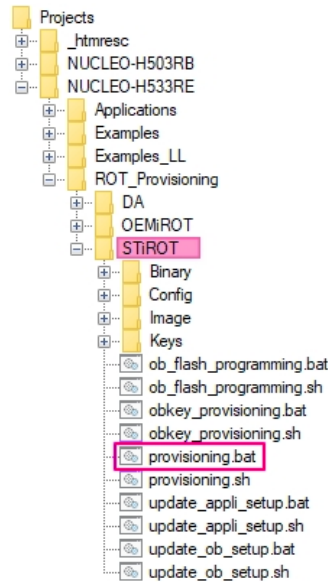 Projects
_htmresc
NUCLEO-H503RB
NUCLEO-H533RE
Applications
Examples
Examples_LL
ROT_Provisioning
DA
OEMiROT
STiROT
Binary
Config
Image
Keys
ob_flash_programming.bat
ob_flash_programming.sh
obkey_provisioning.bat
obkey_provisioning.sh
provisioning.bat
provisioning.sh
update_appli_setup.bat
update_appli_setup.sh
update_ob_setup.bat
update_ob_setup.sh